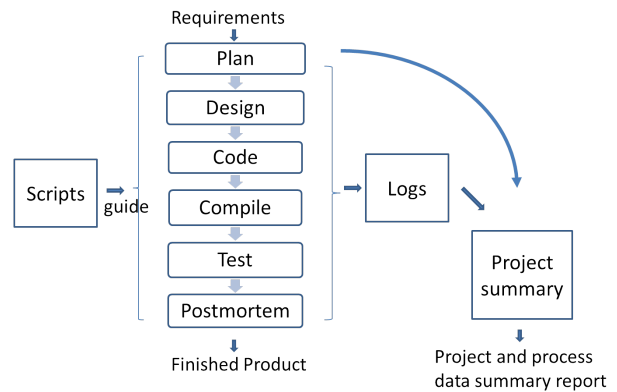 Requirements
Plan
Design
Code
Scripts
guide
Compile
Test
Postmortem
Finished Product
Logs
Project
summary
Project and process
data summary report